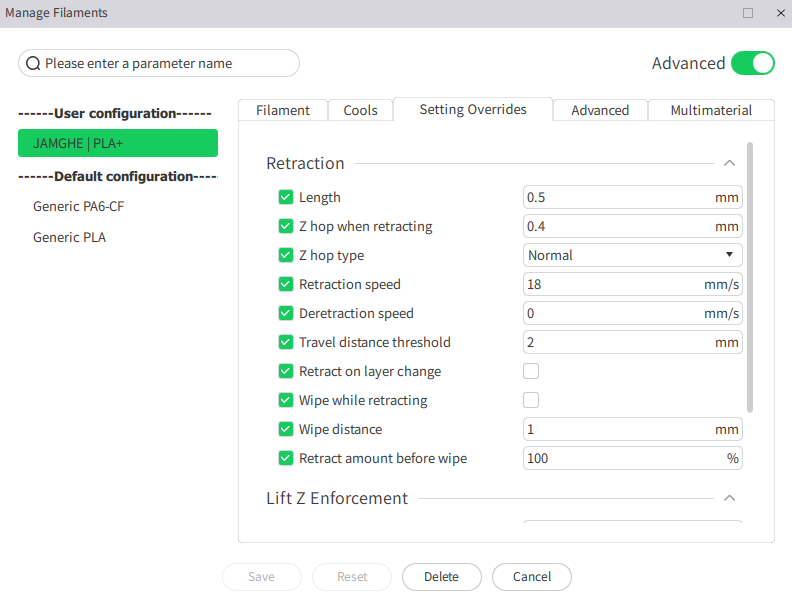 Manage Filaments
Please enter a parameter name
Advanced
------User configuration------
JAMGHE | PLA+
------Default configuration----
Generic PA6-CF
Generic PLA
Filament Cools Setting Overrides Advanced Multimaterial
Retraction
Length 0.5 mm
Z hop when retracting 0.4 mm
Z hop type Normal
Retraction speed 18 mm/s
Deretraction speed 0 mm/s
Travel distance threshold 2 mm
Retract on layer change
Wipe while retracting
Wipe distance 1 mm
Retract amount before wipe 100 %
Lift Z Enforcement
Save Reset Delete Cancel